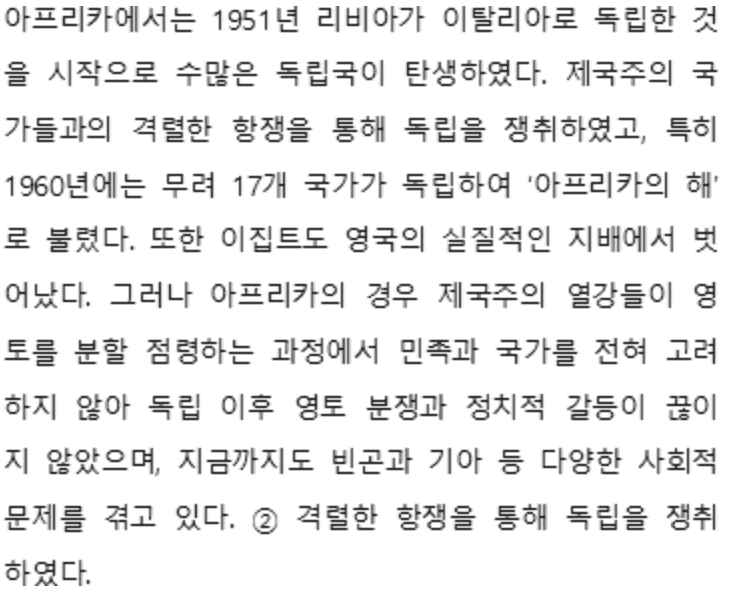 아프리카에서는 1951년 리비아가 이탈리아로 독립한 것
을 시작으로 수많은 독립국이 탄생하였다. 제국주의 국
가들과의 격렬한 항쟁을 통해 독립을 쟁취하였고, 특히
1960년에는 무려 17개 국가가 독립하여 ‘아프리카의 해’
로 불렸다. 또한 이집트도 영국의 실질적인 지배에서 벗
어났다. 그러나 아프리카의 경우 제국주의 열강들이 영
토를 분할 점령하는 과정에서 민족과 국가를 전혀 고려
하지 않아 독립 이후 영토 분쟁과 정치적 갈등이 끊이
지 않았으며, 지금까지도 빈곤과 기아 등 다양한 사회적
문제를 겪고 있다. ② 격렬한 항쟁을 통해 독립을 쟁취
하였다.